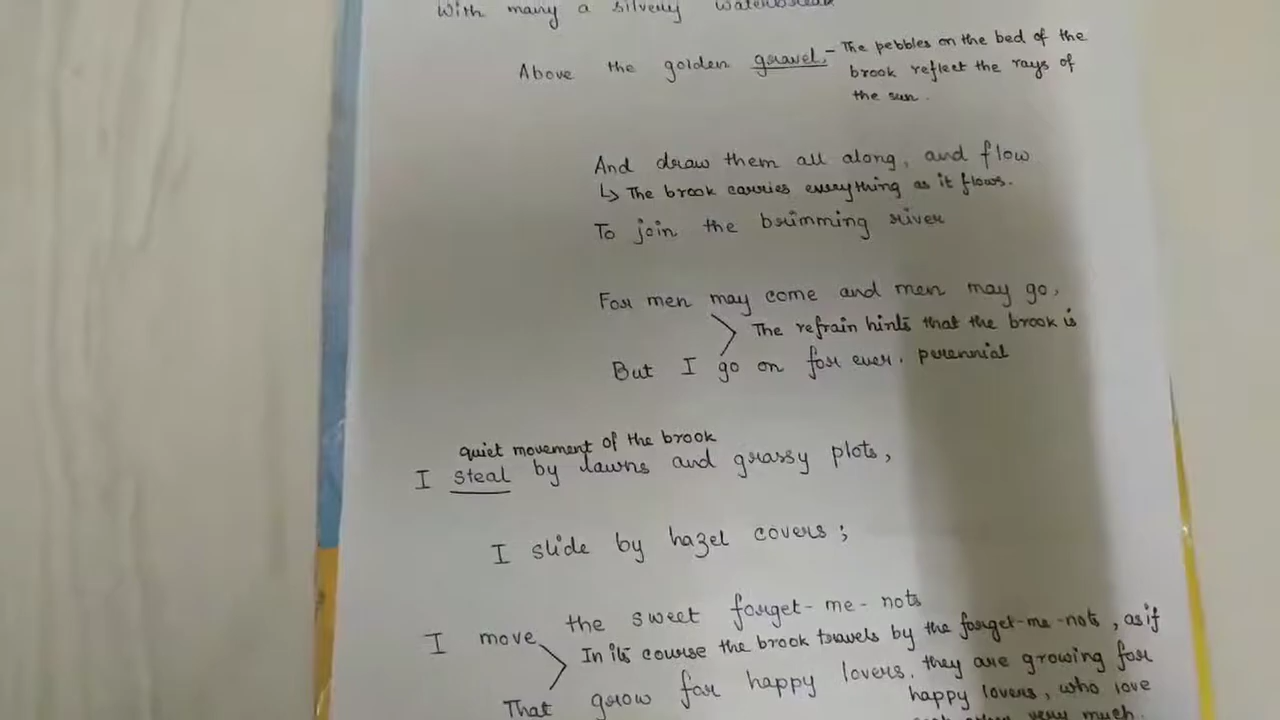 With many a silvery waterbreak
Above the golden gravel - The pebbles on the bed of the
brook reflect the rays of
the sun.
And draw them all along, and flow
↳ The brook carries everything as it flows.
To join the brimming river
For men may come and men may go,
The refrain hints that the brook is
But I go on for ever. perennial
quiet movement of the brook
I steal by lawns and grassy plots,
I slide by hazel covers;
I move the sweet forget-me-nots
In its course the brook travels by the forget-me-nots, as if
That grow for happy lovers. they are growing for
happy lovers, who love
very much.